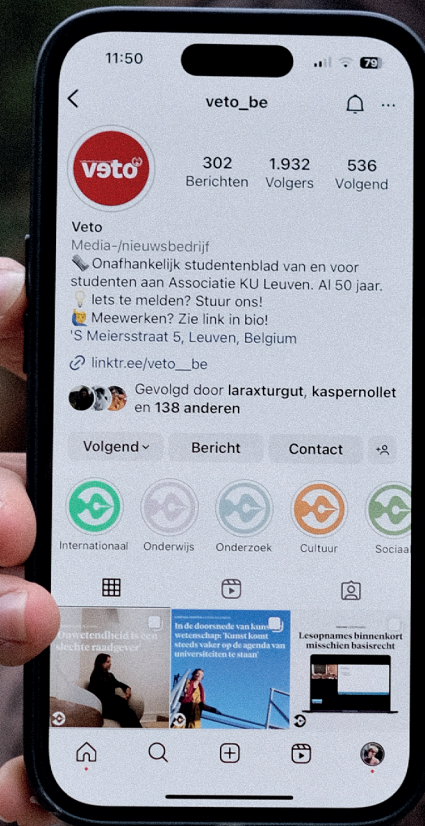 11:50
79
veto_be
veto
302 1.932 536
Berichten Volgers Volgend
Veto
Media-/nieuwsbedrijf
🗞️ Onafhankelijk studentenblad van en voor
studenten aan Associatie KU Leuven. Al 50 jaar.
💡 Iets te melden? Stuur ons!
🙋‍♂️ Meewerken? Zie link in bio!
'S Meiersstraat 5, Leuven, Belgium
linktr.ee/veto__be
Gevolgd door laraxturgut, kaspernollet
en 138 anderen
Volgend Bericht Contact
Internationaal Onderwijs Onderzoek Cultuur Sociaal
'Onwetendheid is een
slechte raadgever'
In de doorsnede van kunst
wetenschap: 'Kunst komt
steeds vaker op de agenda van
universiteiten te staan'
Lesopnames binnenkort
misschien basisrecht